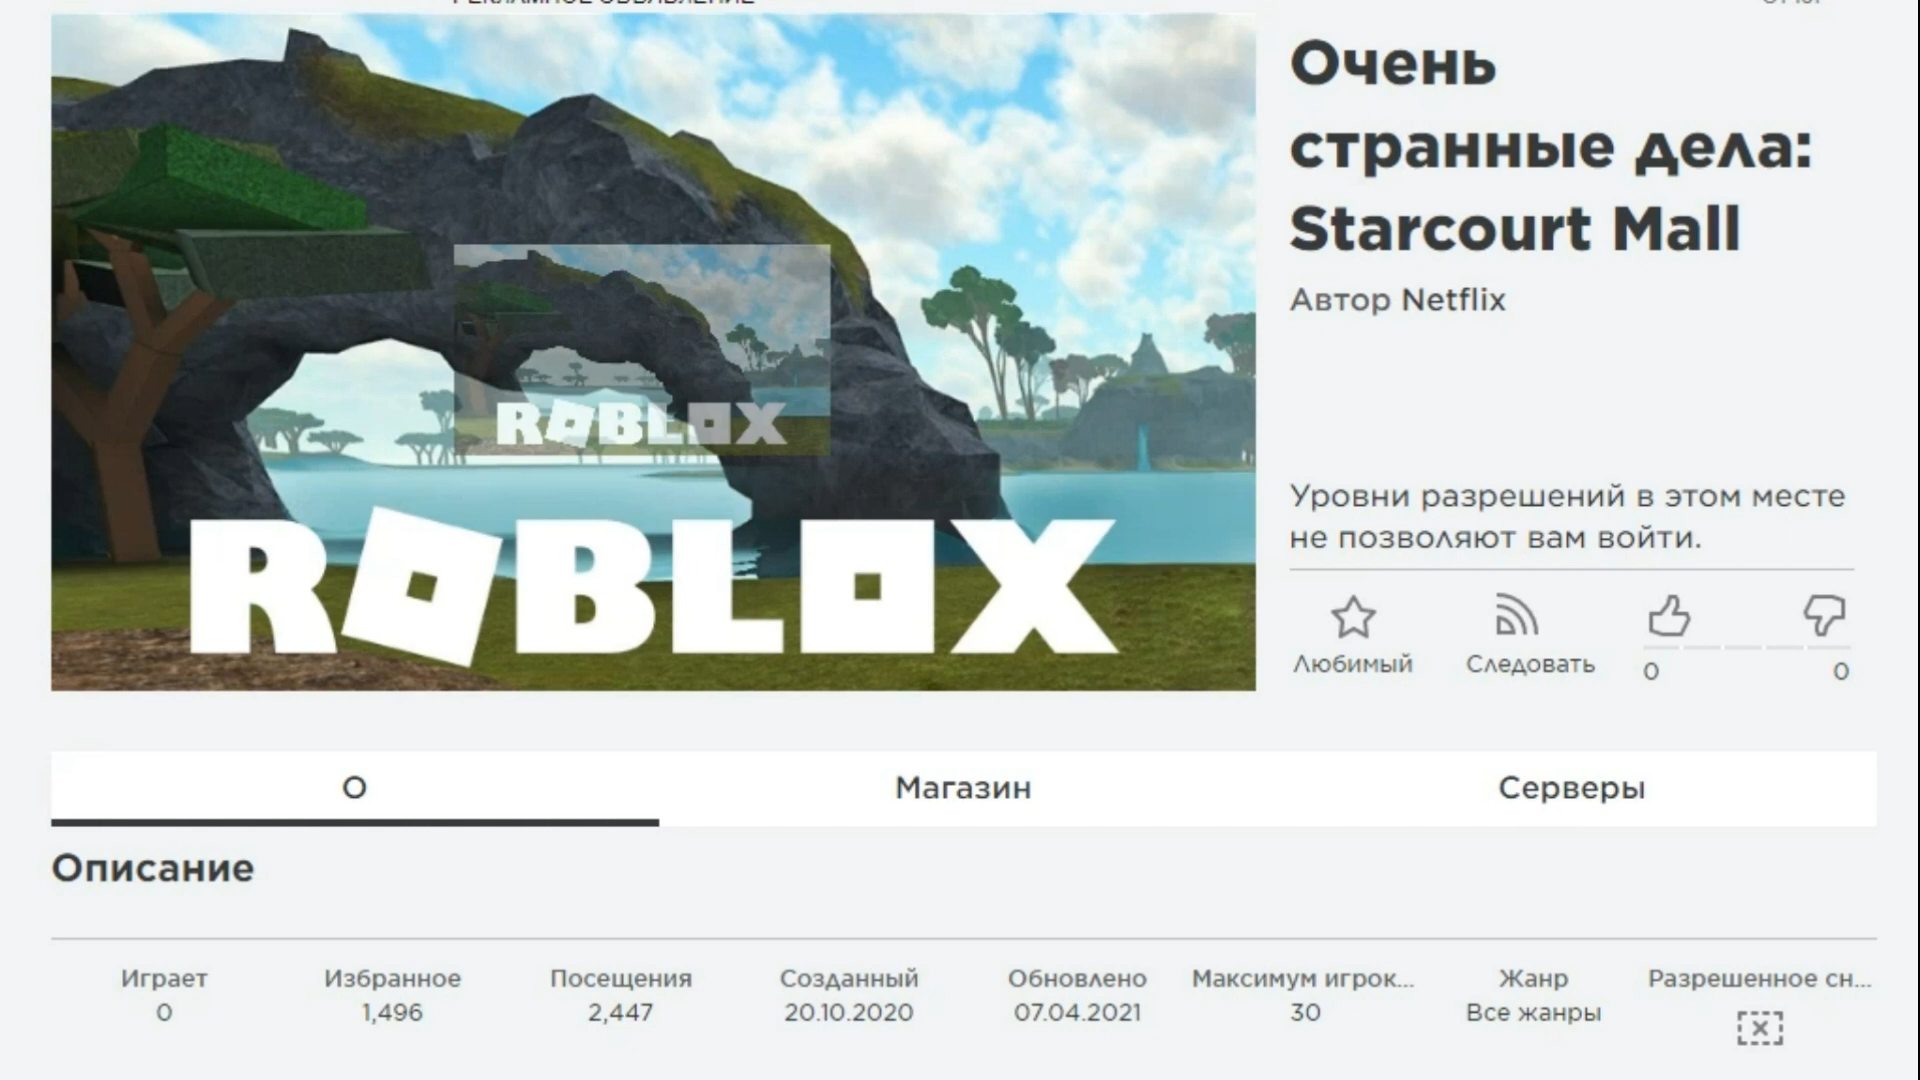 РЕКЛАМНОЕ ОБЪЯВЛЕНИЕ
ROBLOX
ROBLOX
Очень
странные дела:
Starcourt Mall
Автор Netflix
Уровни разрешений в этом месте
не позволяют вам войти.
Любимый
Следовать
0
0
О
Магазин
Серверы
Описание
Играет
0
Избранное
1,496
Посещения
2,447
Созданный
20.10.2020
Обновлено
07.04.2021
Максимум игрок...
30
Жанр
Все жанры
Разрешенное сн...